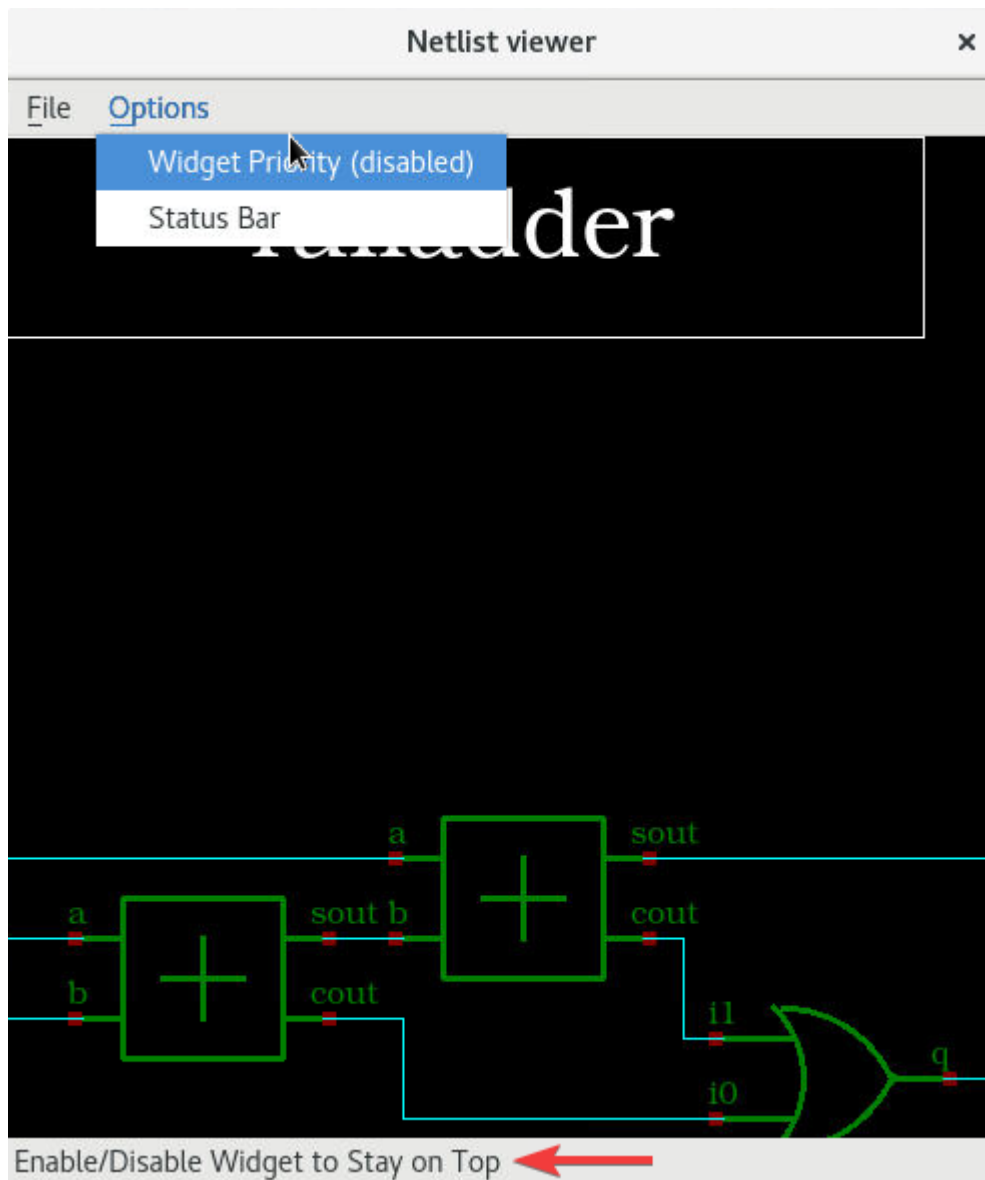 Netlist viewer ×
File Options
Widget Priority (disabled)
Status Bar
a sout
a sout b cout
b cout i1
q
i0
Enable/Disable Widget to Stay on Top